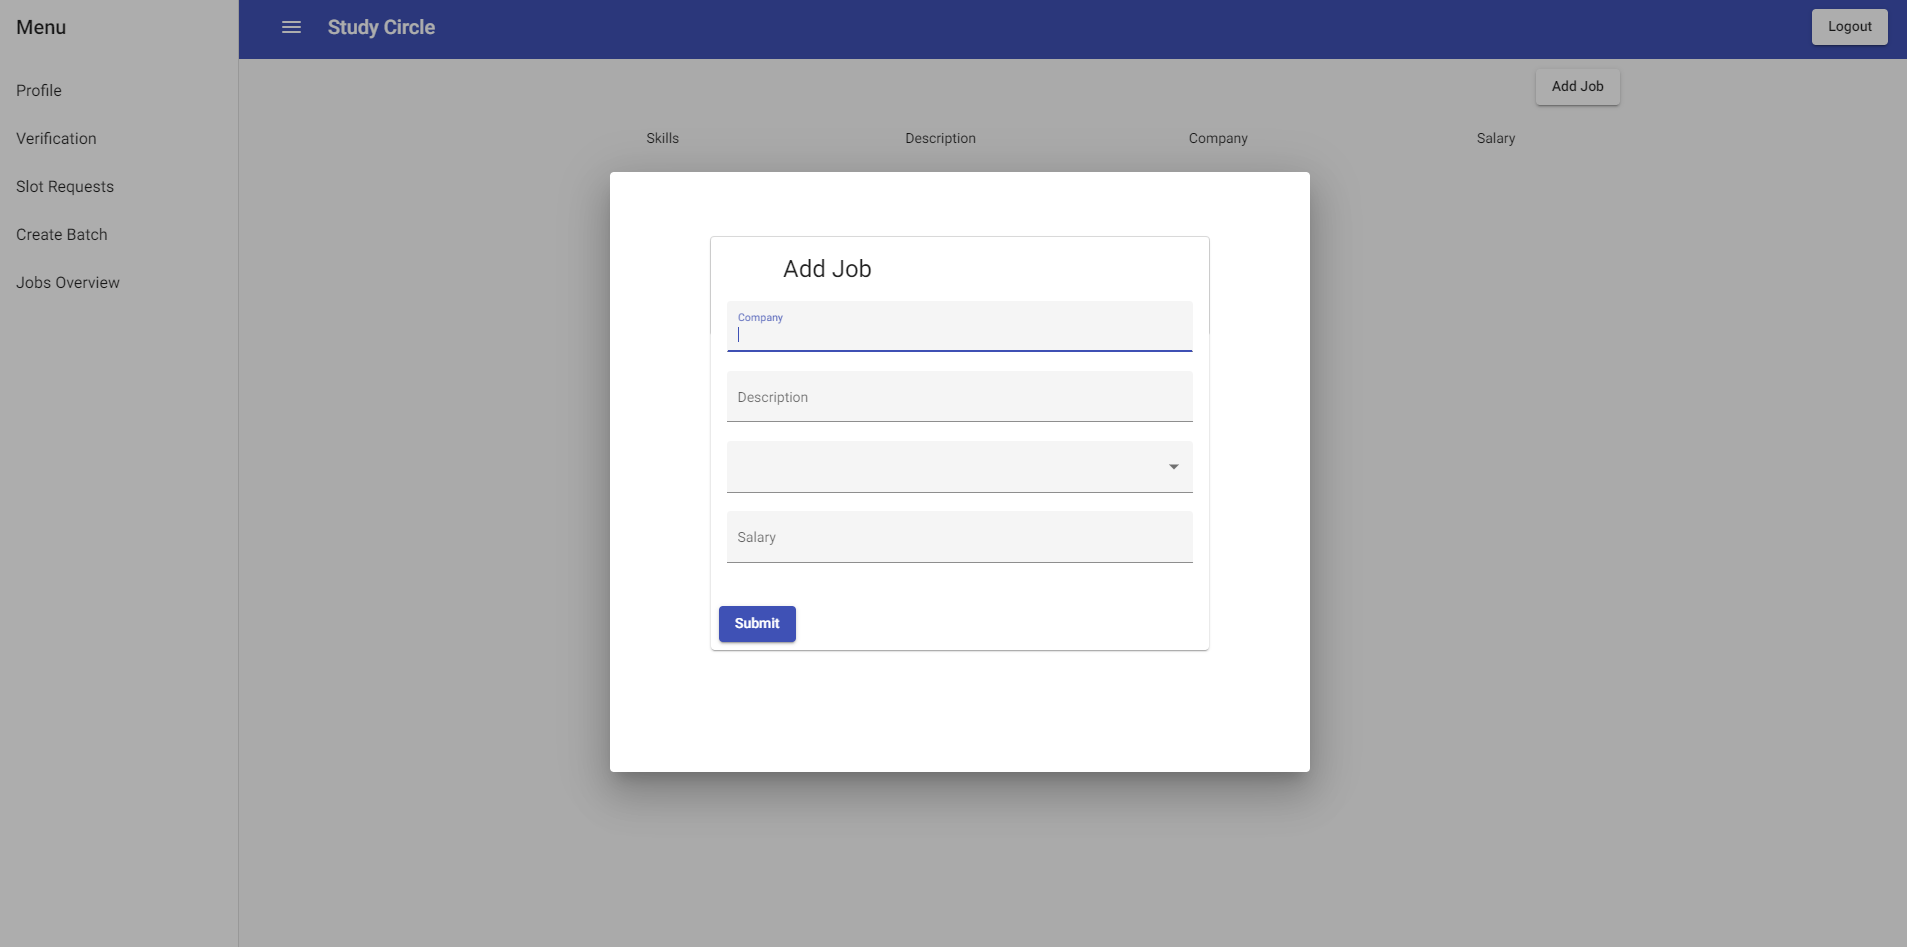 Menu
Study Circle
Logout
Profile
Verification
Slot Requests
Create Batch
Jobs Overview
Add Job
Skills Description Company Salary
Add Job
Company
Description
Salary
Submit